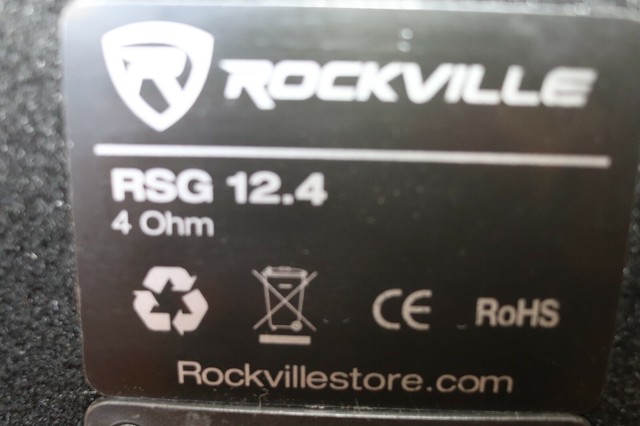 ROCKVILLE
RSG 12.4
4 Ohm
CE RoHS
Rockvillestore.com